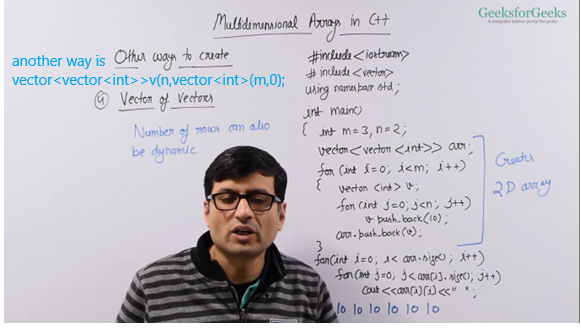 Multidimensional Arrays in C++
GeeksforGeeks
A computer science portal for geeks
another way is
vector<vector<int>>v(n,vector<int>(m,0);
Other ways to create
④ Vector of Vectors
Number of rows can also
be dynamic
#include <iostream>
#include <vector>
using namespace std;
int main()
{ int m=3, n=2;
vector<vector<int>> arr;
for (int i=0; i<m; i++)
{ vector<int> v;
for (int j=0; j<n; j++)
v.push_back(10);
arr.push_back(v);
}
for(int i=0; i< arr.size(); i++)
for(int j=0; j<arr[i].size(); j++)
cout<<arr[i][j]<<" ";
10 10 10 10 10 10
Creates
2D array